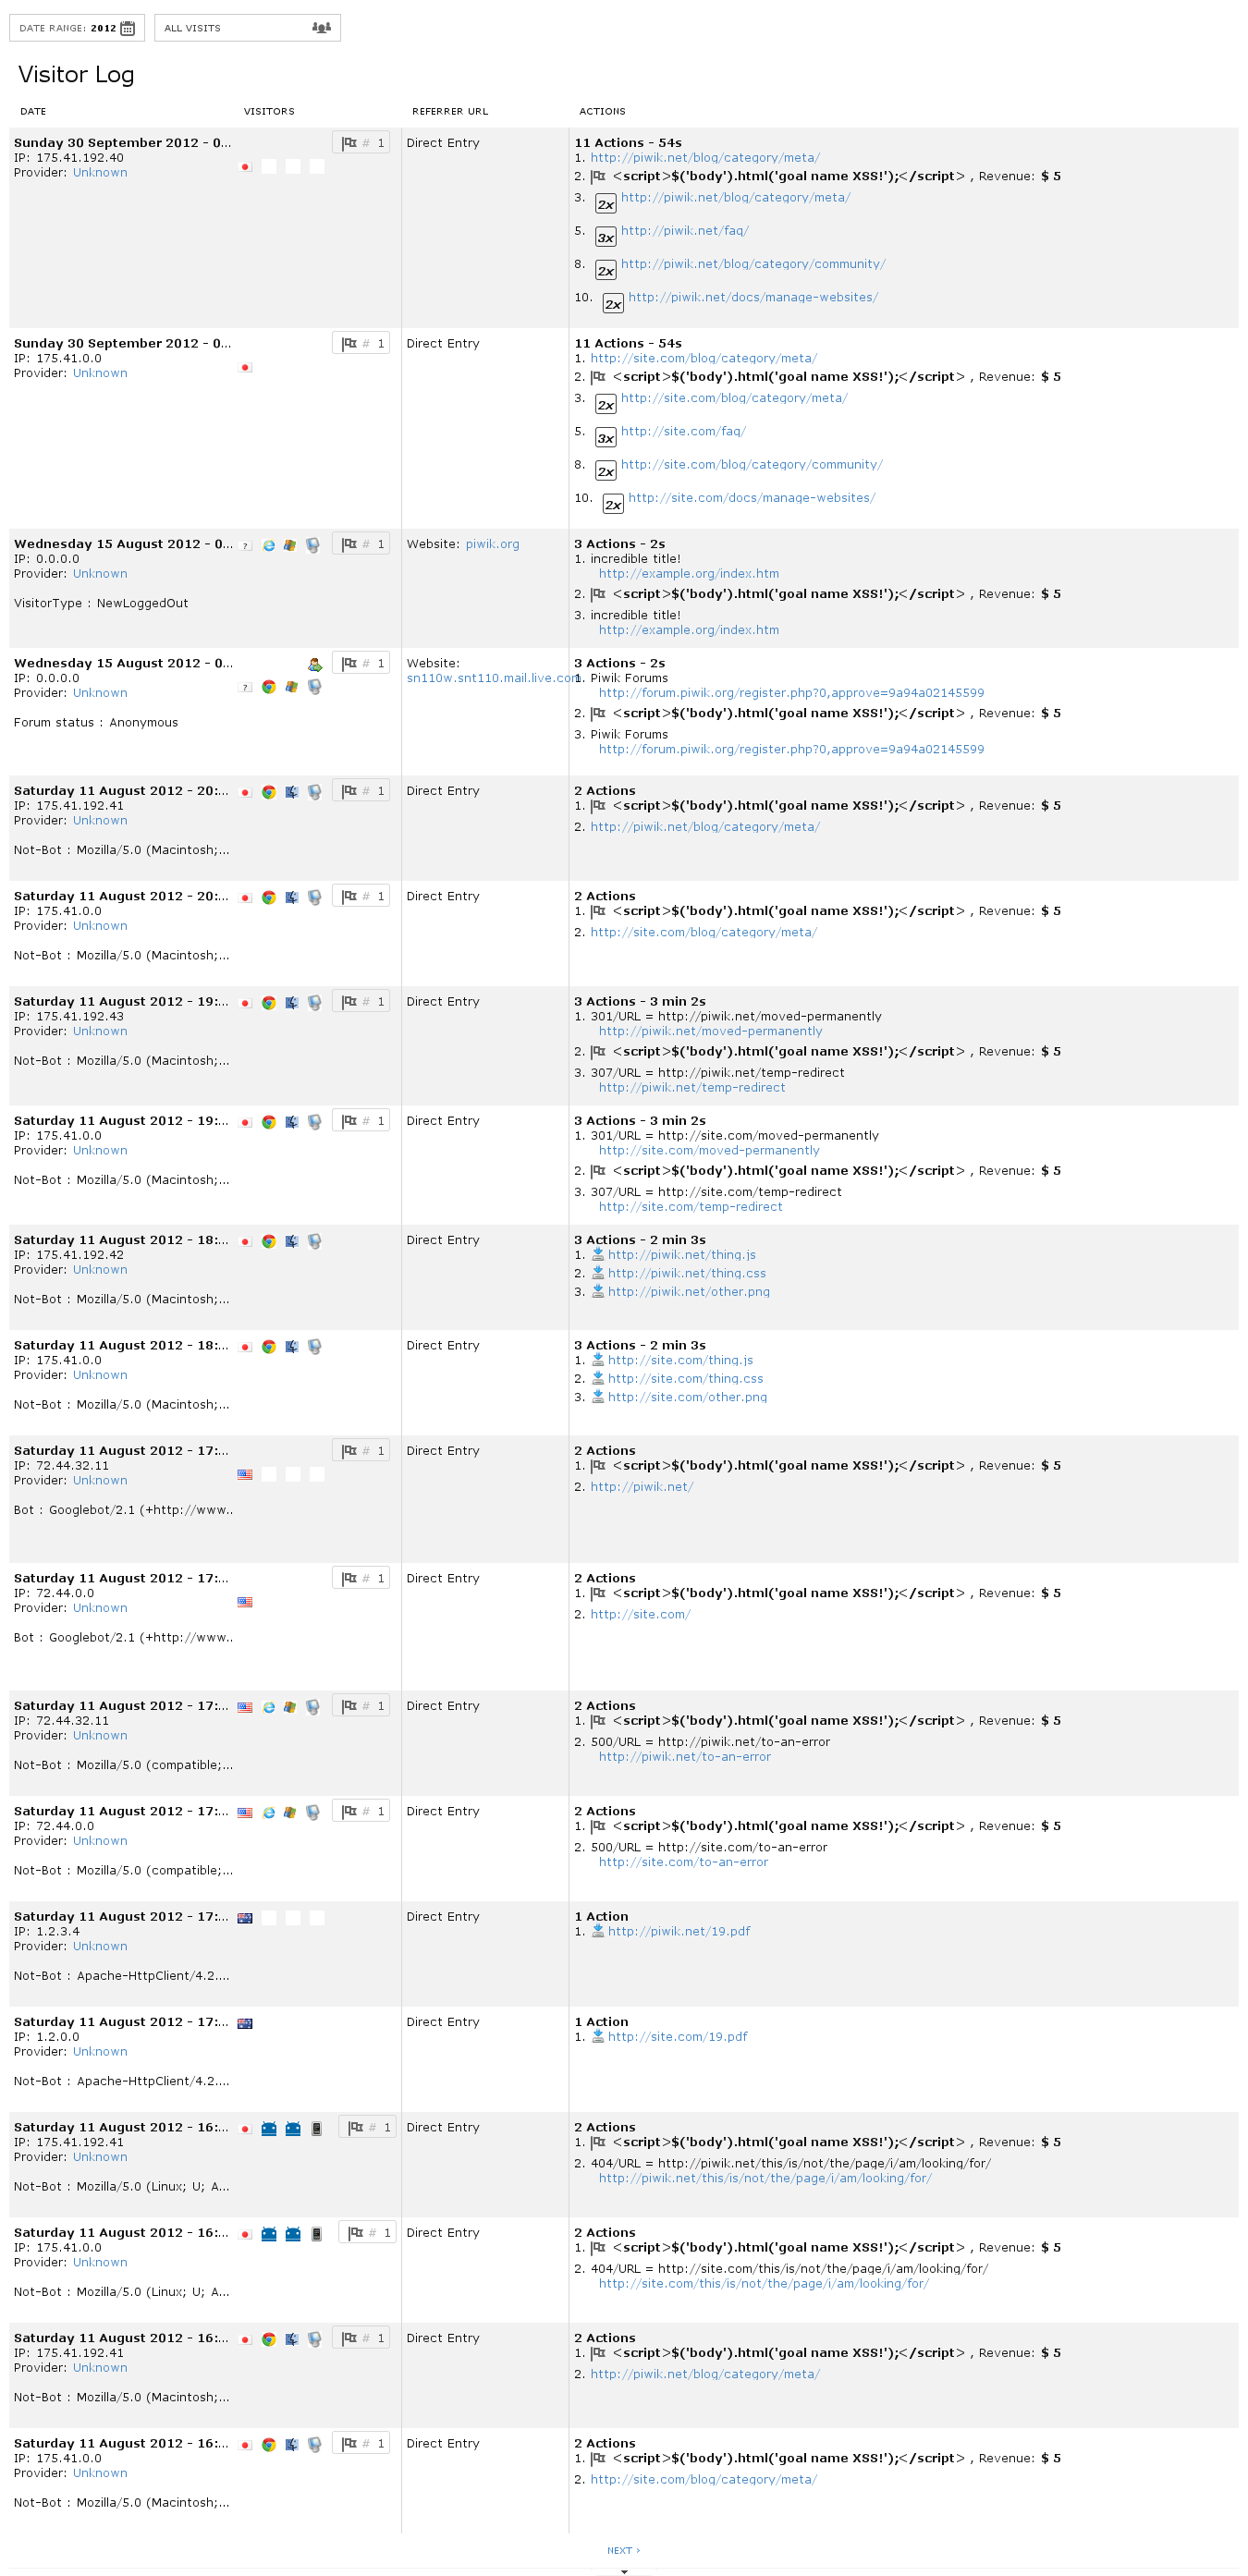 DATE RANGE: 2012
ALL VISITS
Visitor Log
DATE VISITORS REFERRER URL ACTIONS
Sunday 30 September 2012 - 0... # 1 Direct Entry 11 Actions - 54s
IP: 175.41.192.40 1. http://piwik.net/blog/category/meta/
Provider: Unknown 2. <script>$('body').html('goal name XSS!');</script> , Revenue: $ 5
3. 2x http://piwik.net/blog/category/meta/
5. 3x http://piwik.net/faq/
8. 2x http://piwik.net/blog/category/community/
10. 2x http://piwik.net/docs/manage-websites/
Sunday 30 September 2012 - 0... # 1 Direct Entry 11 Actions - 54s
IP: 175.41.0.0 1. http://site.com/blog/category/meta/
Provider: Unknown 2. <script>$('body').html('goal name XSS!');</script> , Revenue: $ 5
3. 2x http://site.com/blog/category/meta/
5. 3x http://site.com/faq/
8. 2x http://site.com/blog/category/community/
10. 2x http://site.com/docs/manage-websites/
Wednesday 15 August 2012 - 0... ? # 1 Website: piwik.org 3 Actions - 2s
IP: 0.0.0.0 1. incredible title!
Provider: Unknown http://example.org/index.htm
2. <script>$('body').html('goal name XSS!');</script> , Revenue: $ 5
VisitorType : NewLoggedOut
3. incredible title!
http://example.org/index.htm
Wednesday 15 August 2012 - 0... # 1 Website: 3 Actions - 2s
IP: 0.0.0.0 sn110w.snt110.mail.live.com 1. Piwik Forums
Provider: Unknown ? http://forum.piwik.org/register.php?0,approve=9a94a02145599
2. <script>$('body').html('goal name XSS!');</script> , Revenue: $ 5
Forum status : Anonymous
3. Piwik Forums
http://forum.piwik.org/register.php?0,approve=9a94a02145599
Saturday 11 August 2012 - 20:... # 1 Direct Entry 2 Actions
IP: 175.41.192.41 1. <script>$('body').html('goal name XSS!');</script> , Revenue: $ 5
Provider: Unknown 2. http://piwik.net/blog/category/meta/
Not-Bot : Mozilla/5.0 (Macintosh;...
Saturday 11 August 2012 - 20:... # 1 Direct Entry 2 Actions
IP: 175.41.0.0 1. <script>$('body').html('goal name XSS!');</script> , Revenue: $ 5
Provider: Unknown 2. http://site.com/blog/category/meta/
Not-Bot : Mozilla/5.0 (Macintosh;...
Saturday 11 August 2012 - 19:... # 1 Direct Entry 3 Actions - 3 min 2s
IP: 175.41.192.43 1. 301/URL = http://piwik.net/moved-permanently
Provider: Unknown http://piwik.net/moved-permanently
2. <script>$('body').html('goal name XSS!');</script> , Revenue: $ 5
Not-Bot : Mozilla/5.0 (Macintosh;...
3. 307/URL = http://piwik.net/temp-redirect
http://piwik.net/temp-redirect
Saturday 11 August 2012 - 19:... # 1 Direct Entry 3 Actions - 3 min 2s
IP: 175.41.0.0 1. 301/URL = http://site.com/moved-permanently
Provider: Unknown http://site.com/moved-permanently
2. <script>$('body').html('goal name XSS!');</script> , Revenue: $ 5
Not-Bot : Mozilla/5.0 (Macintosh;...
3. 307/URL = http://site.com/temp-redirect
http://site.com/temp-redirect
Saturday 11 August 2012 - 18:... Direct Entry 3 Actions - 2 min 3s
IP: 175.41.192.42 1. http://piwik.net/thing.js
Provider: Unknown 2. http://piwik.net/thing.css
Not-Bot : Mozilla/5.0 (Macintosh;... 3. http://piwik.net/other.png
Saturday 11 August 2012 - 18:... Direct Entry 3 Actions - 2 min 3s
IP: 175.41.0.0 1. http://site.com/thing.js
Provider: Unknown 2. http://site.com/thing.css
Not-Bot : Mozilla/5.0 (Macintosh;... 3. http://site.com/other.png
Saturday 11 August 2012 - 17:... # 1 Direct Entry 2 Actions
IP: 72.44.32.11 1. <script>$('body').html('goal name XSS!');</script> , Revenue: $ 5
Provider: Unknown 2. http://piwik.net/
Bot : Googlebot/2.1 (+http://www..
Saturday 11 August 2012 - 17:... # 1 Direct Entry 2 Actions
IP: 72.44.0.0 1. <script>$('body').html('goal name XSS!');</script> , Revenue: $ 5
Provider: Unknown 2. http://site.com/
Bot : Googlebot/2.1 (+http://www..
Saturday 11 August 2012 - 17:... # 1 Direct Entry 2 Actions
IP: 72.44.32.11 1. <script>$('body').html('goal name XSS!');</script> , Revenue: $ 5
Provider: Unknown 2. 500/URL = http://piwik.net/to-an-error
http://piwik.net/to-an-error
Not-Bot : Mozilla/5.0 (compatible;...
Saturday 11 August 2012 - 17:... # 1 Direct Entry 2 Actions
IP: 72.44.0.0 1. <script>$('body').html('goal name XSS!');</script> , Revenue: $ 5
Provider: Unknown 2. 500/URL = http://site.com/to-an-error
http://site.com/to-an-error
Not-Bot : Mozilla/5.0 (compatible;...
Saturday 11 August 2012 - 17:... Direct Entry 1 Action
IP: 1.2.3.4 1. http://piwik.net/19.pdf
Provider: Unknown
Not-Bot : Apache-HttpClient/4.2....
Saturday 11 August 2012 - 17:... Direct Entry 1 Action
IP: 1.2.0.0 1. http://site.com/19.pdf
Provider: Unknown
Not-Bot : Apache-HttpClient/4.2....
Saturday 11 August 2012 - 16:... # 1 Direct Entry 2 Actions
IP: 175.41.192.41 1. <script>$('body').html('goal name XSS!');</script> , Revenue: $ 5
Provider: Unknown 2. 404/URL = http://piwik.net/this/is/not/the/page/i/am/looking/for/
http://piwik.net/this/is/not/the/page/i/am/looking/for/
Not-Bot : Mozilla/5.0 (Linux; U; A...
Saturday 11 August 2012 - 16:... # 1 Direct Entry 2 Actions
IP: 175.41.0.0 1. <script>$('body').html('goal name XSS!');</script> , Revenue: $ 5
Provider: Unknown 2. 404/URL = http://site.com/this/is/not/the/page/i/am/looking/for/
http://site.com/this/is/not/the/page/i/am/looking/for/
Not-Bot : Mozilla/5.0 (Linux; U; A...
Saturday 11 August 2012 - 16:... # 1 Direct Entry 2 Actions
IP: 175.41.192.41 1. <script>$('body').html('goal name XSS!');</script> , Revenue: $ 5
Provider: Unknown 2. http://piwik.net/blog/category/meta/
Not-Bot : Mozilla/5.0 (Macintosh;...
Saturday 11 August 2012 - 16:... # 1 Direct Entry 2 Actions
IP: 175.41.0.0 1. <script>$('body').html('goal name XSS!');</script> , Revenue: $ 5
Provider: Unknown 2. http://site.com/blog/category/meta/
Not-Bot : Mozilla/5.0 (Macintosh;...
NEXT ›